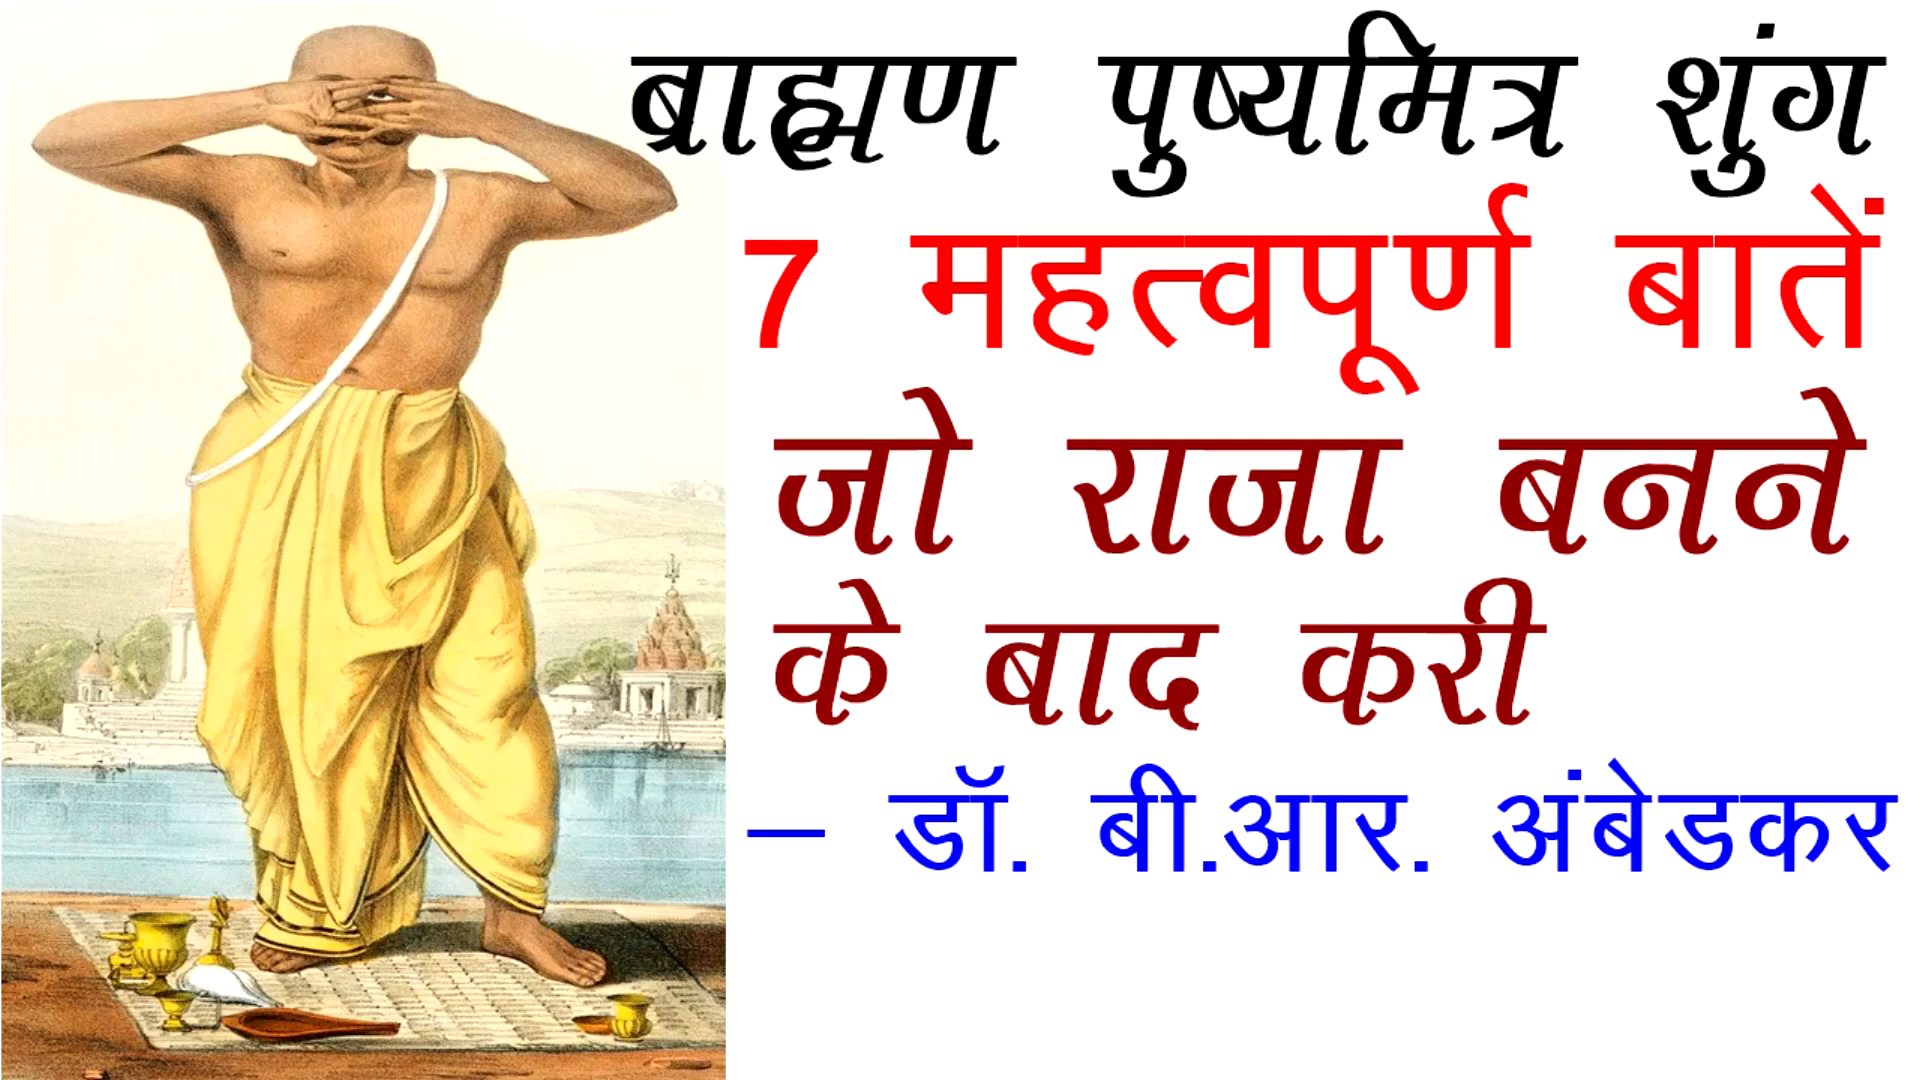 ब्राह्मण पुष्यमित्र शुंग
7 महत्वपूर्ण बातें
जो राजा बनने
के बाद करी
– डॉ. बी.आर. अंबेडकर